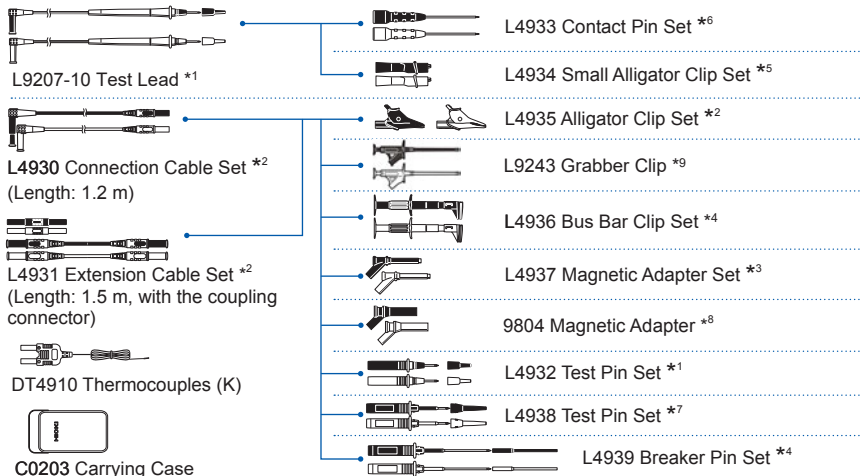 L9207-10 Test Lead *1
L4930 Connection Cable Set *2
(Length: 1.2 m)
L4931 Extension Cable Set *2
(Length: 1.5 m, with the coupling
connector)
DT4910 Thermocouples (K)
HIOKI
C0203 Carrying Case
L4933 Contact Pin Set *6
L4934 Small Alligator Clip Set *5
L4935 Alligator Clip Set *2
L9243 Grabber Clip *9
L4936 Bus Bar Clip Set *4
L4937 Magnetic Adapter Set *3
9804 Magnetic Adapter *8
L4932 Test Pin Set *1
L4938 Test Pin Set *7
L4939 Breaker Pin Set *4